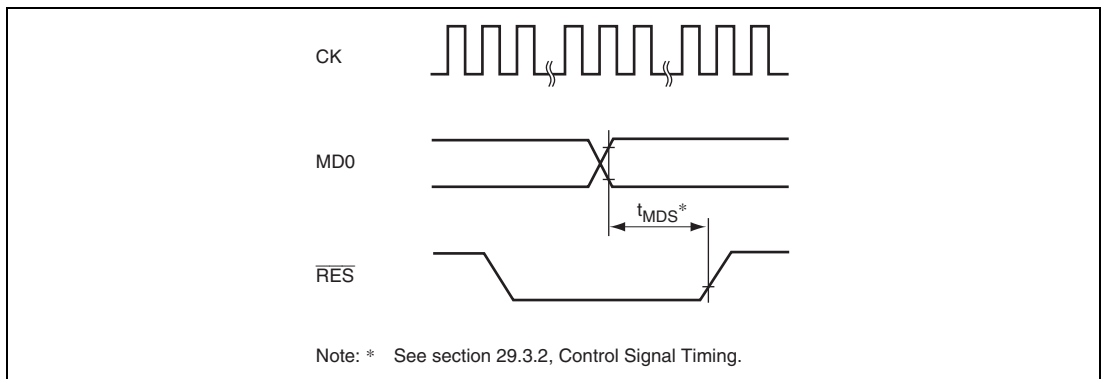 CK
MD0
tMDS*
RES
Note: * See section 29.3.2, Control Signal Timing.